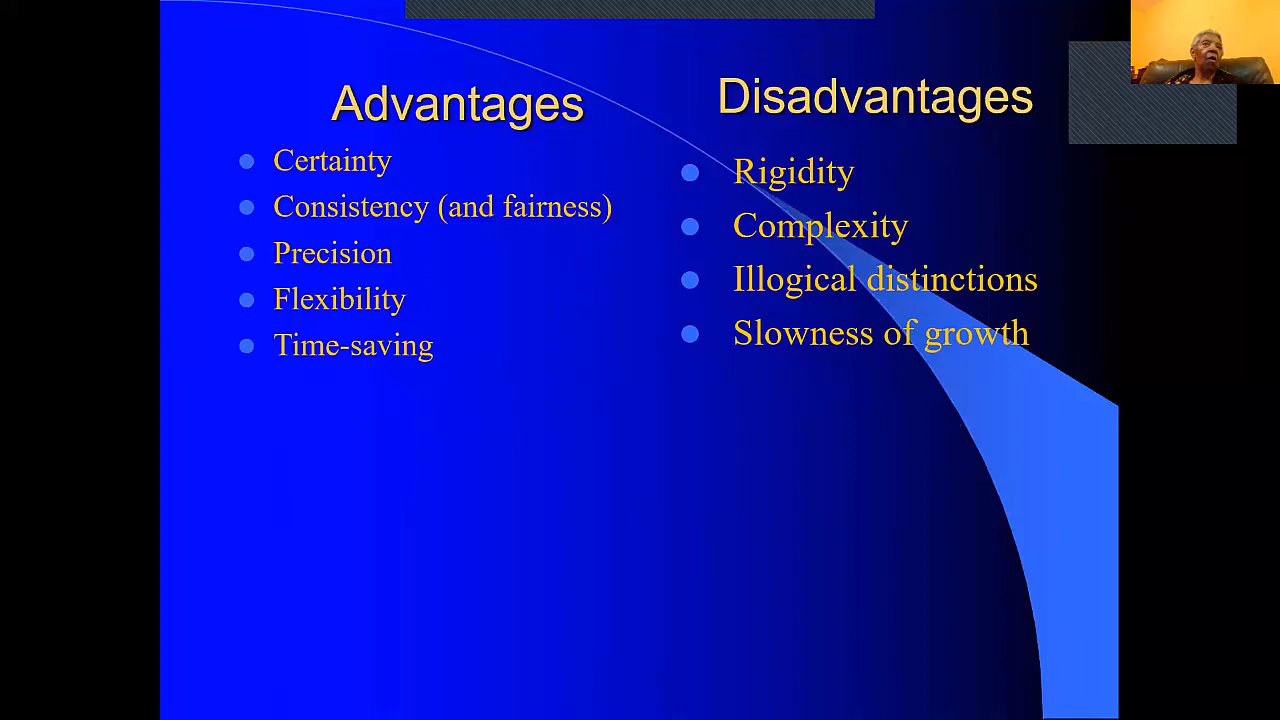 Advantages
Certainty
Consistency (and fairness)
Precision
Flexibility
Time-saving
Disadvantages
Rigidity
Complexity
Illogical distinctions
Slowness of growth